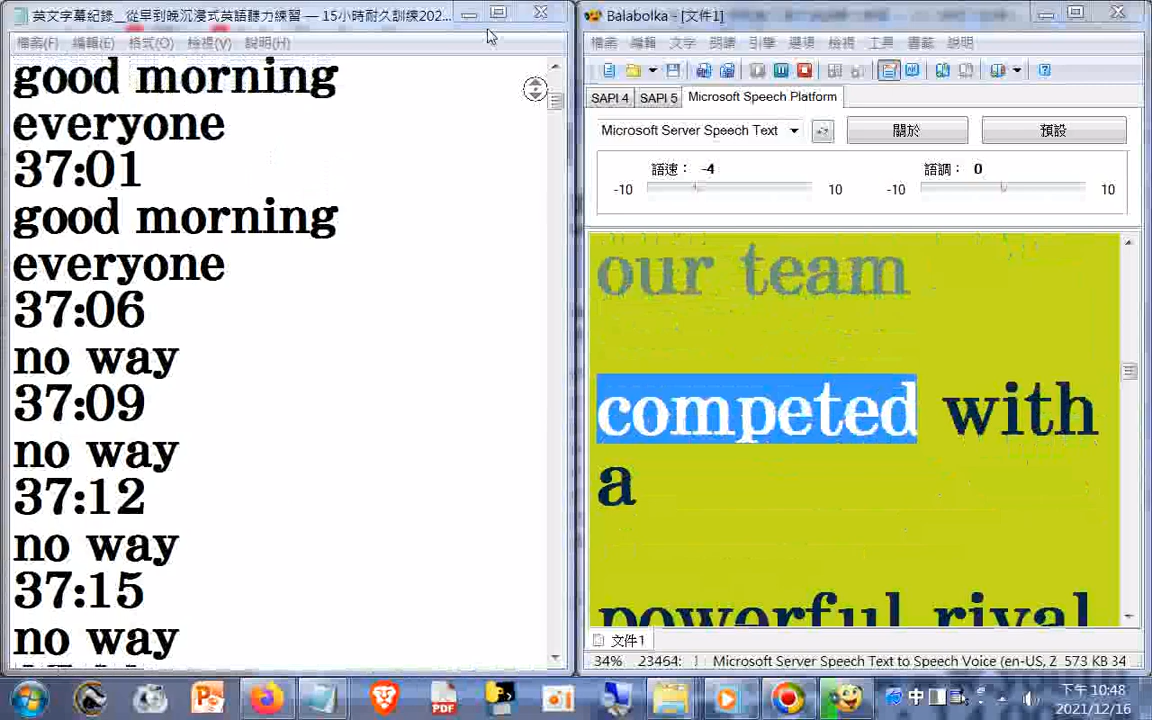 英文字幕紀錄__從早到晚沉浸式英語聽力練習 — 15小時耐久訓練202...
檔案(F) 編輯(E) 格式(O) 檢視(V) 說明(H)
good morning
everyone
37:01
good morning
everyone
37:06
no way
37:09
no way
37:12
no way
37:15
no way
Balabolka - [文件1]
檔案 編輯 文字 朗讀 引擎 選項 檢視 工具 書籤 說明
SAPI 4 SAPI 5 Microsoft Speech Platform
Microsoft Server Speech Text 關於 預設
語速： -4 語調： 0
-10 10 -10 10
our team
competed with
a
powerful rival
文件1
34% 23464: Microsoft Server Speech Text to Speech Voice (en-US, 2 573 KB 34
PDF 中 下午 10:48
2021/12/16